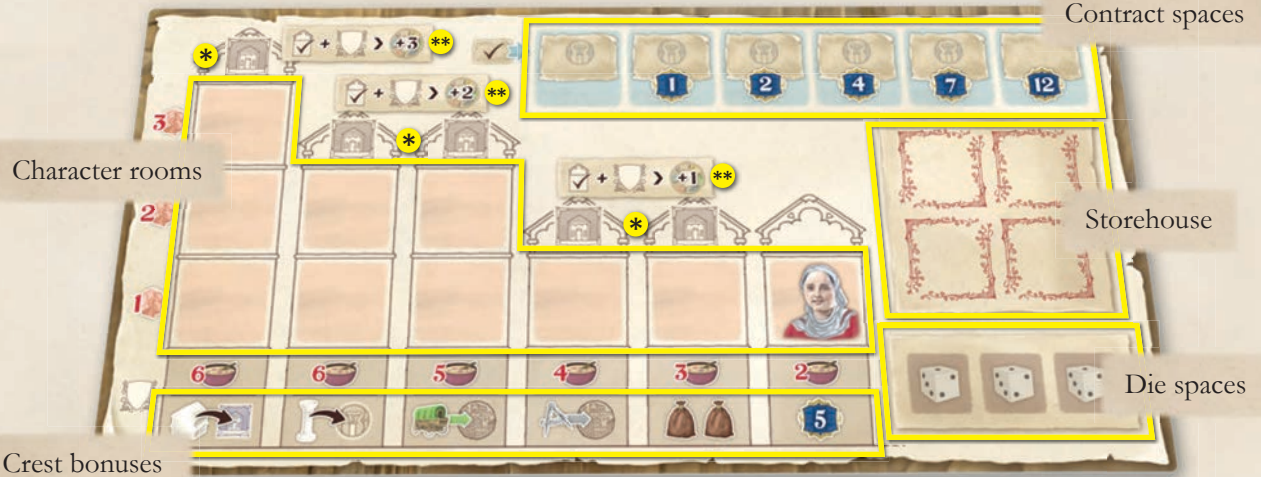 Contract spaces
* + > +3 **
1 2 4 7 12
+ > +2 **
*
3
Character rooms
+ > +1 **
2
*
Storehouse
1
6 6 5 4 3 2
Die spaces
5
Crest bonuses